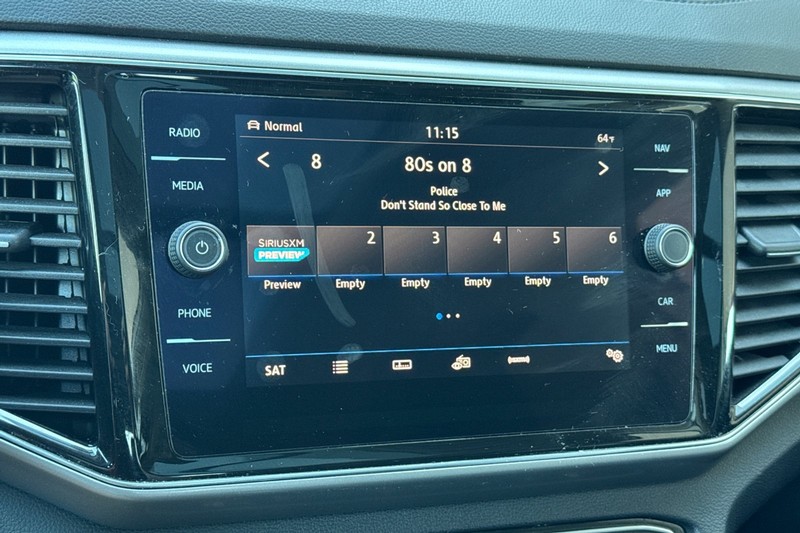 RADIO
MEDIA
PHONE
VOICE
Normal 11:15 64°F
< 8 80s on 8 >
Police
Don't Stand So Close To Me
SIRIUSXM 2 3 4 5 6
PREVIEW
Preview Empty Empty Empty Empty Empty
SAT
NAV
APP
CAR
MENU